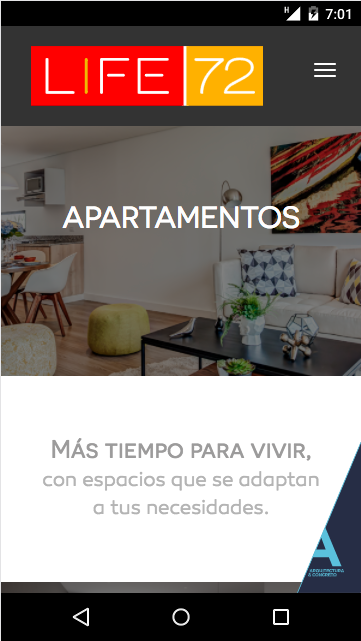 H
7:01
LIFE 72
APARTAMENTOS
MÁS TIEMPO PARA VIVIR,
con espacios que se adaptan
a tus necesidades.
A
ARQUITECTURA
& CONCRETO